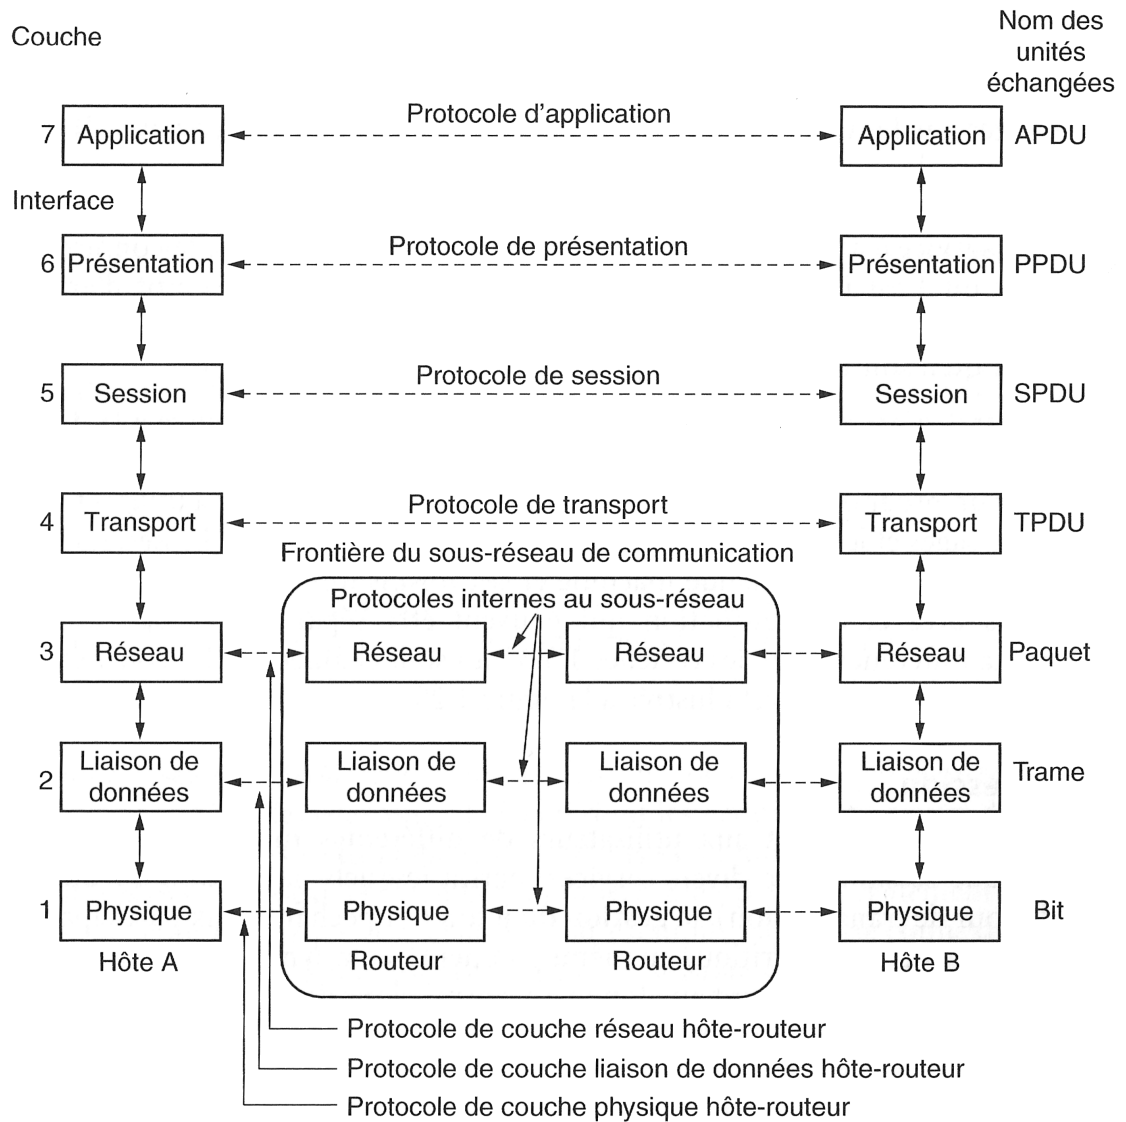 Couche
Nom des
unités
échangées
7 Application
Protocole d'application
Application APDU
Interface
6 Présentation
Protocole de présentation
Présentation PPDU
5 Session
Protocole de session
Session SPDU
4 Transport
Protocole de transport
Transport TPDU
Frontière du sous-réseau de communication
Protocoles internes au sous-réseau
3 Réseau
Réseau
Réseau
Réseau Paquet
2 Liaison de
données
Liaison de
données
Liaison de
données
Liaison de
données
Trame
1 Physique
Physique
Physique
Physique Bit
Hôte A
Routeur
Routeur
Hôte B
Protocole de couche réseau hôte-routeur
Protocole de couche liaison de données hôte-routeur
Protocole de couche physique hôte-routeur